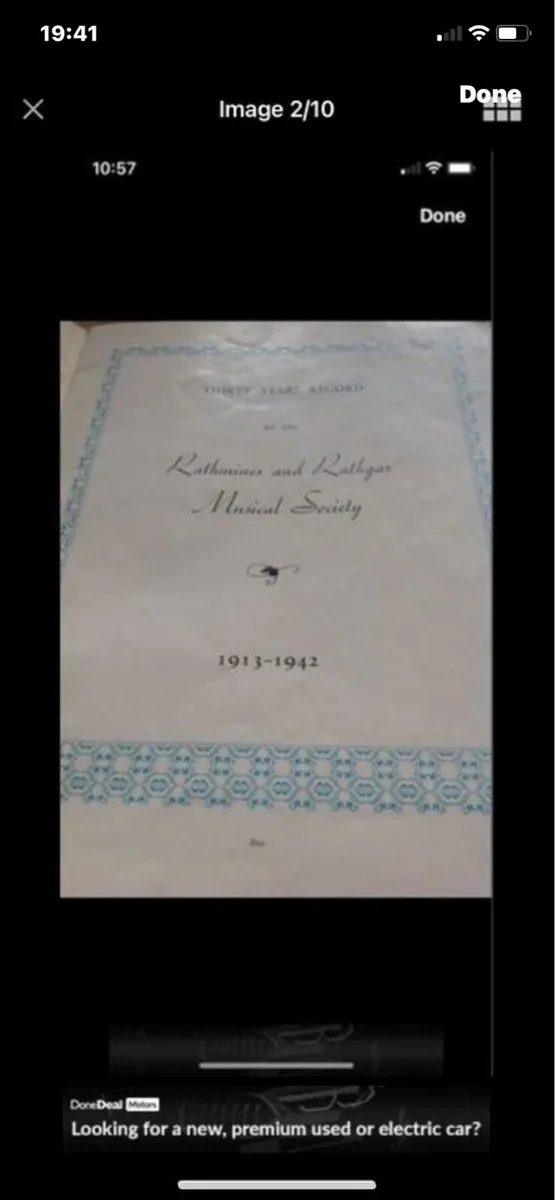 19:41
Image 2/10
Done
10:57
Done
THIRTY YEARS RECORD
of the
Rathmines and Rathgar
Musical Society
1913-1942
DoneDeal Motors
Looking for a new, premium used or electric car?